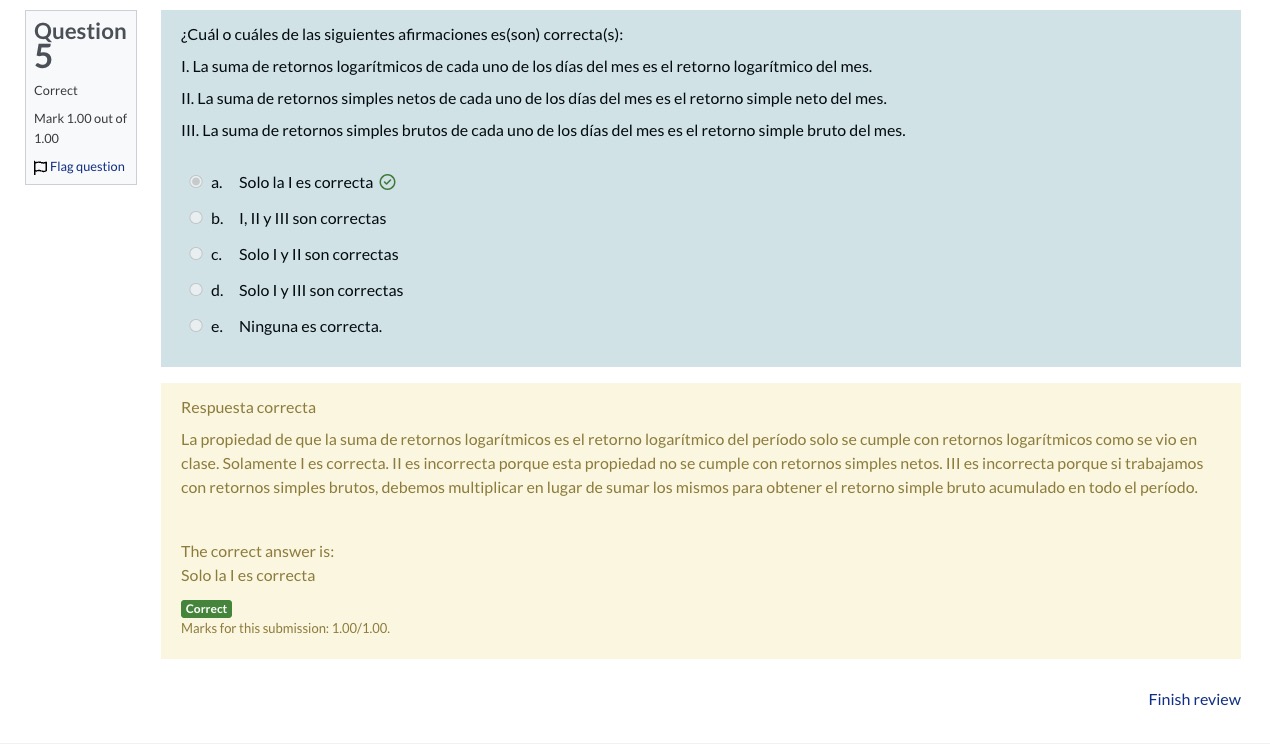 Question
5
Correct
Mark 1.00 out of
1.00
Flag question
¿Cuál o cuáles de las siguientes afirmaciones es(son) correcta(s):
I. La suma de retornos logarítmicos de cada uno de los días del mes es el retorno logarítmico del mes.
II. La suma de retornos simples netos de cada uno de los días del mes es el retorno simple neto del mes.
III. La suma de retornos simples brutos de cada uno de los días del mes es el retorno simple bruto del mes.
a. Solo la I es correcta
b. I, II y III son correctas
c. Solo I y II son correctas
d. Solo I y III son correctas
e. Ninguna es correcta.
Respuesta correcta
La propiedad de que la suma de retornos logarítmicos es el retorno logarítmico del período solo se cumple con retornos logarítmicos como se vio en
clase. Solamente I es correcta. II es incorrecta porque esta propiedad no se cumple con retornos simples netos. III es incorrecta porque si trabajamos
con retornos simples brutos, debemos multiplicar en lugar de sumar los mismos para obtener el retorno simple bruto acumulado en todo el período.
The correct answer is:
Solo la I es correcta
Correct
Marks for this submission: 1.00/1.00.
Finish review